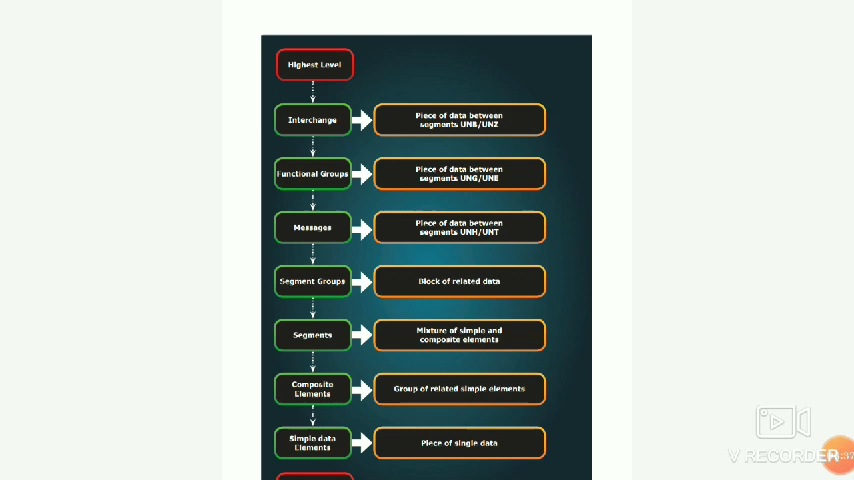 Highest Level
Interchange
Piece of data between
segments UNB/UNZ
Functional Groups
Piece of data between
segments UNG/UNE
Messages
Piece of data between
segments UNH/UNT
Segment Groups
Block of related data
Segments
Mixture of simple and
composite elements
Composite
Elements
Group of related simple elements
Simple data
Elements
Piece of single data
V RECORDER